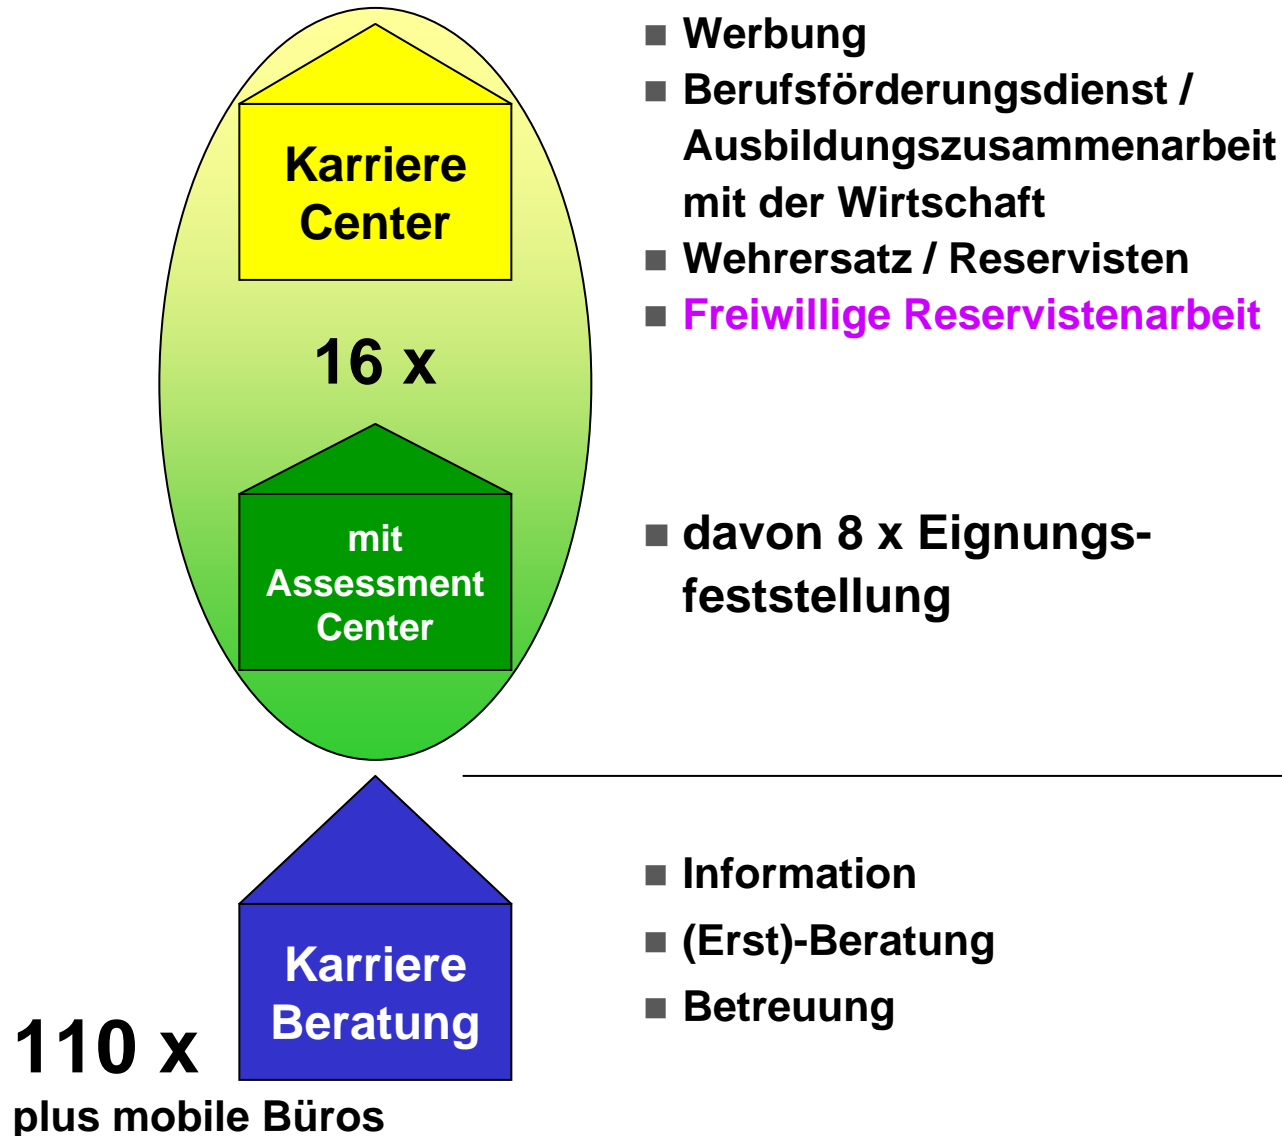 Karriere
Center
16 x
mit
Assessment
Center
■ Werbung
■ Berufsförderungsdienst /
Ausbildungszusammenarbeit
mit der Wirtschaft
■ Wehrersatz / Reservisten
■ Freiwillige Reservistenarbeit
■ davon 8 x Eignungs-
feststellung
Karriere
Beratung
110 x
plus mobile Büros
■ Information
■ (Erst)-Beratung
■ Betreuung